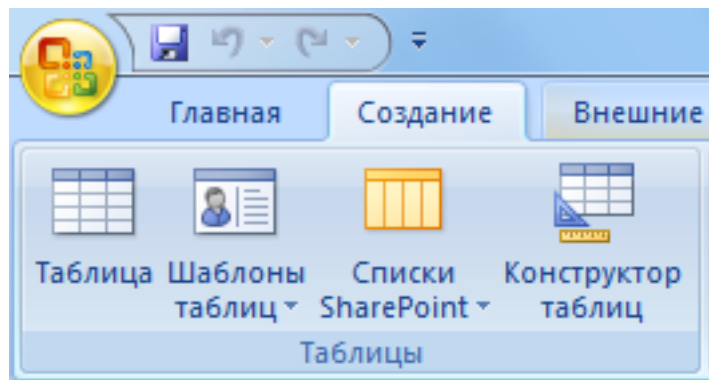 Главная Создание Внешние
Таблица Шаблоны Списки Конструктор
таблиц SharePoint таблиц
Таблицы